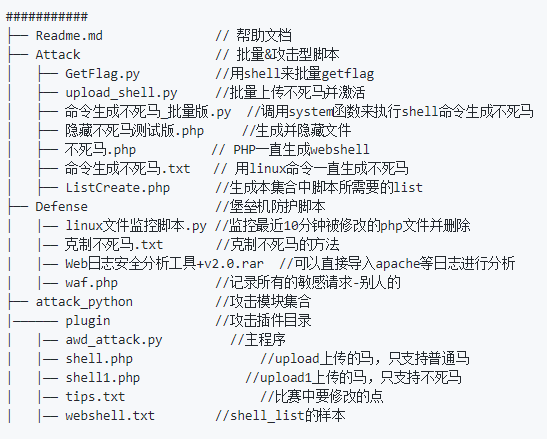 ###########
├── Readme.md                 // 帮助文档
├── Attack                    // 批量&攻击型脚本
│   ├── GetFlag.py          //用shell来批量getflag
│   ├── upload_shell.py     //批量上传不死马并激活
│   ├── 命令生成不死马_批量版.py  //调用system函数来执行shell命令生成不死马
│   ├── 隐藏不死马测试版.php     //生成并隐藏文件
│   ├── 不死马.php          // PHP一直生成webshell
│   ├── 命令生成不死马.txt   // 用linux命令一直生成不死马
│   ├── ListCreate.php      //生成本集合中脚本所需要的list
├── Defense                 //堡垒机防护脚本
│   │—— linux文件监控脚本.py //监控最近10分钟被修改的php文件并删除
│   │—— 克制不死马.txt       //克制不死马的方法
│   │—— Web日志安全分析工具+v2.0.rar  //可以直接导入apache等日志进行分析
│   │—— waf.php             //记录所有的敏感请求-别人的
├── attack_python           //攻击模块集合
|—————— plugin              //攻击插件目录
│   │—— awd_attack.py         //主程序
│   │—— shell.php                 //upload上传的马，只支持普通马
│   │—— shell1.php              //upload1上传的马，只支持不死马
│   │—— tips.txt                  //比赛中要修改的点
│   │—— webshell.txt        //shell_list的样本